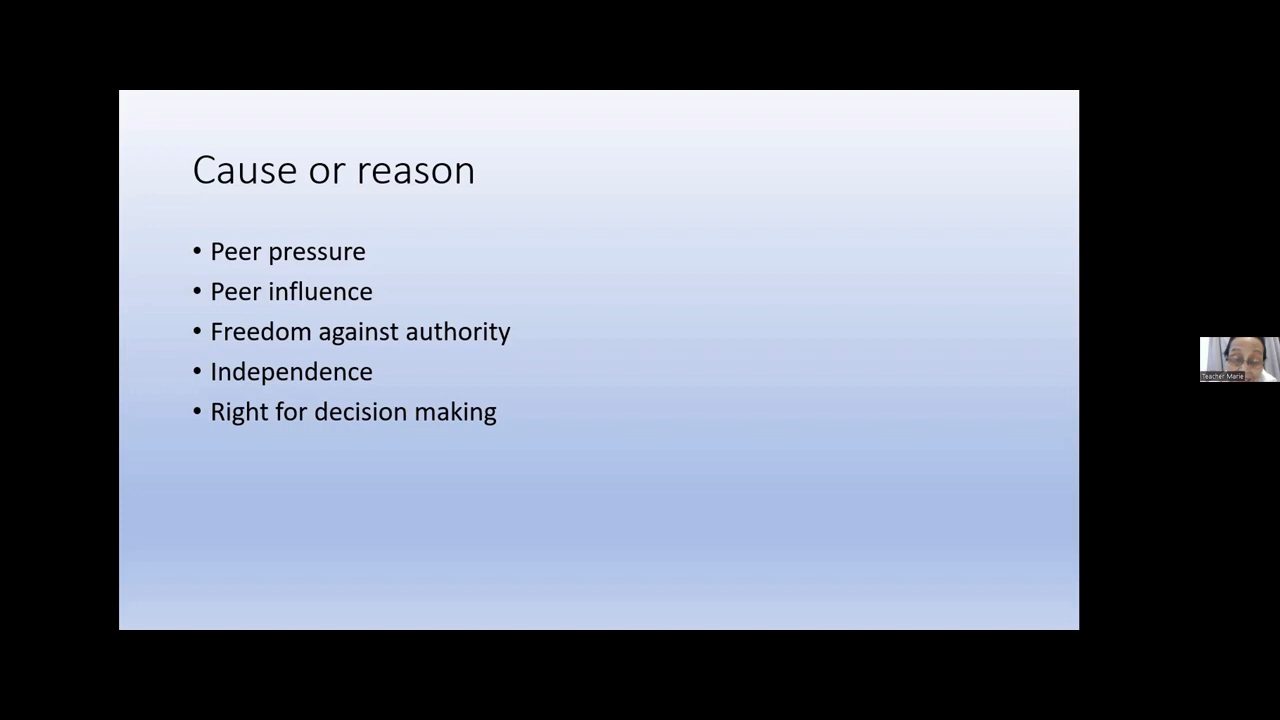 Cause or reason
• Peer pressure
• Peer influence
• Freedom against authority
• Independence
• Right for decision making
Teacher Marie